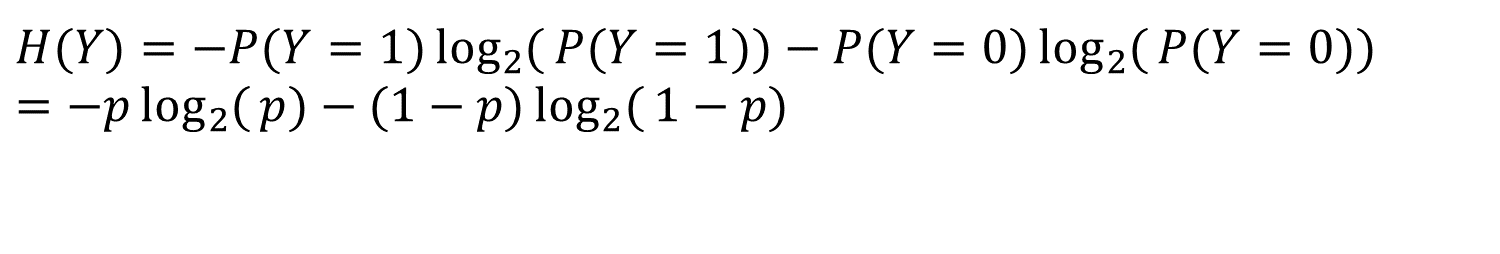 H(Y) = −P(Y = 1) log₂( P(Y = 1)) − P(Y = 0) log₂( P(Y = 0))
= −p log₂( p) − (1 − p) log₂( 1 − p)